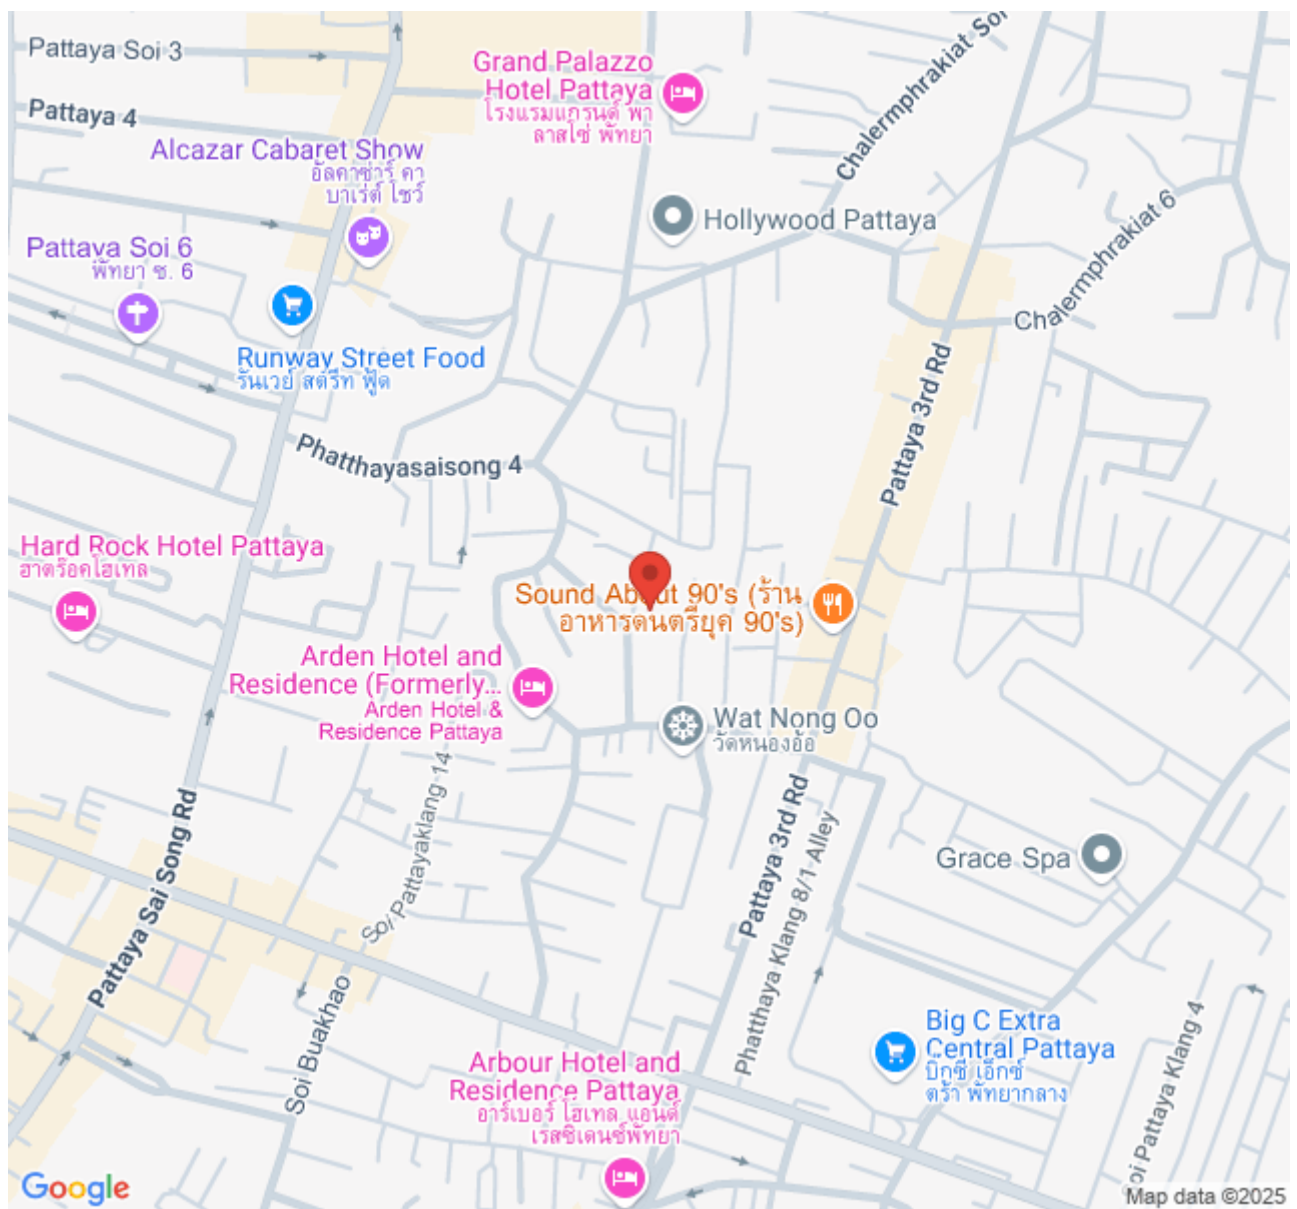 Pattaya Soi 3
Grand Palazzo
Hotel Pattaya
โรงแรมแกรนด์ พา
ลาสโซ่ พัทยา
Chalermphrakiat Soi
Pattaya 4
Alcazar Cabaret Show
อัลคาซ่าร์ คา
บาเร่ต์ โชว์
Chalermphrakiat 6
Hollywood Pattaya
Pattaya Soi 6
พัทยา ซ. 6
Runway Street Food
รันเวย์ สตรีท ฟู้ด
Pattaya 3rd Rd
Phatthayasaisong 4
Hard Rock Hotel Pattaya
ฮาดร็อคโฮเทล
Sound About 90's (ร้าน
อาหารดนตรียุค 90's)
Arden Hotel and
Residence (Formerly...
Arden Hotel &
Residence Pattaya
Wat Nong Oo
วัดหนองอ้อ
Pattaya Sai Song Rd
Soi Pattayaklang 14
Pattaya 3rd Rd
Phatthaya Klang 8/1 Alley
Grace Spa
Soi Buakhao
Big C Extra
Central Pattaya
บิ๊กซี เอ็กซ์
ตร้า พัทยากลาง
Soi Pattaya Klang 4
Arbour Hotel and
Residence Pattaya
อาร์เบอร์ โฮเทล แอนด์
เรสซิเดนซ์พัทยา
Google
Map data ©2025